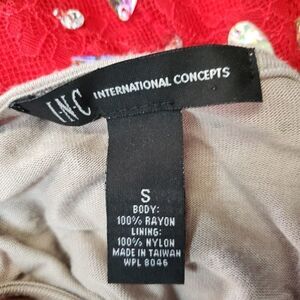 I·N·C INTERNATIONAL CONCEPTS
S
BODY:
100% RAYON
LINING:
100% NYLON
MADE IN TAIWAN
WPL 8046